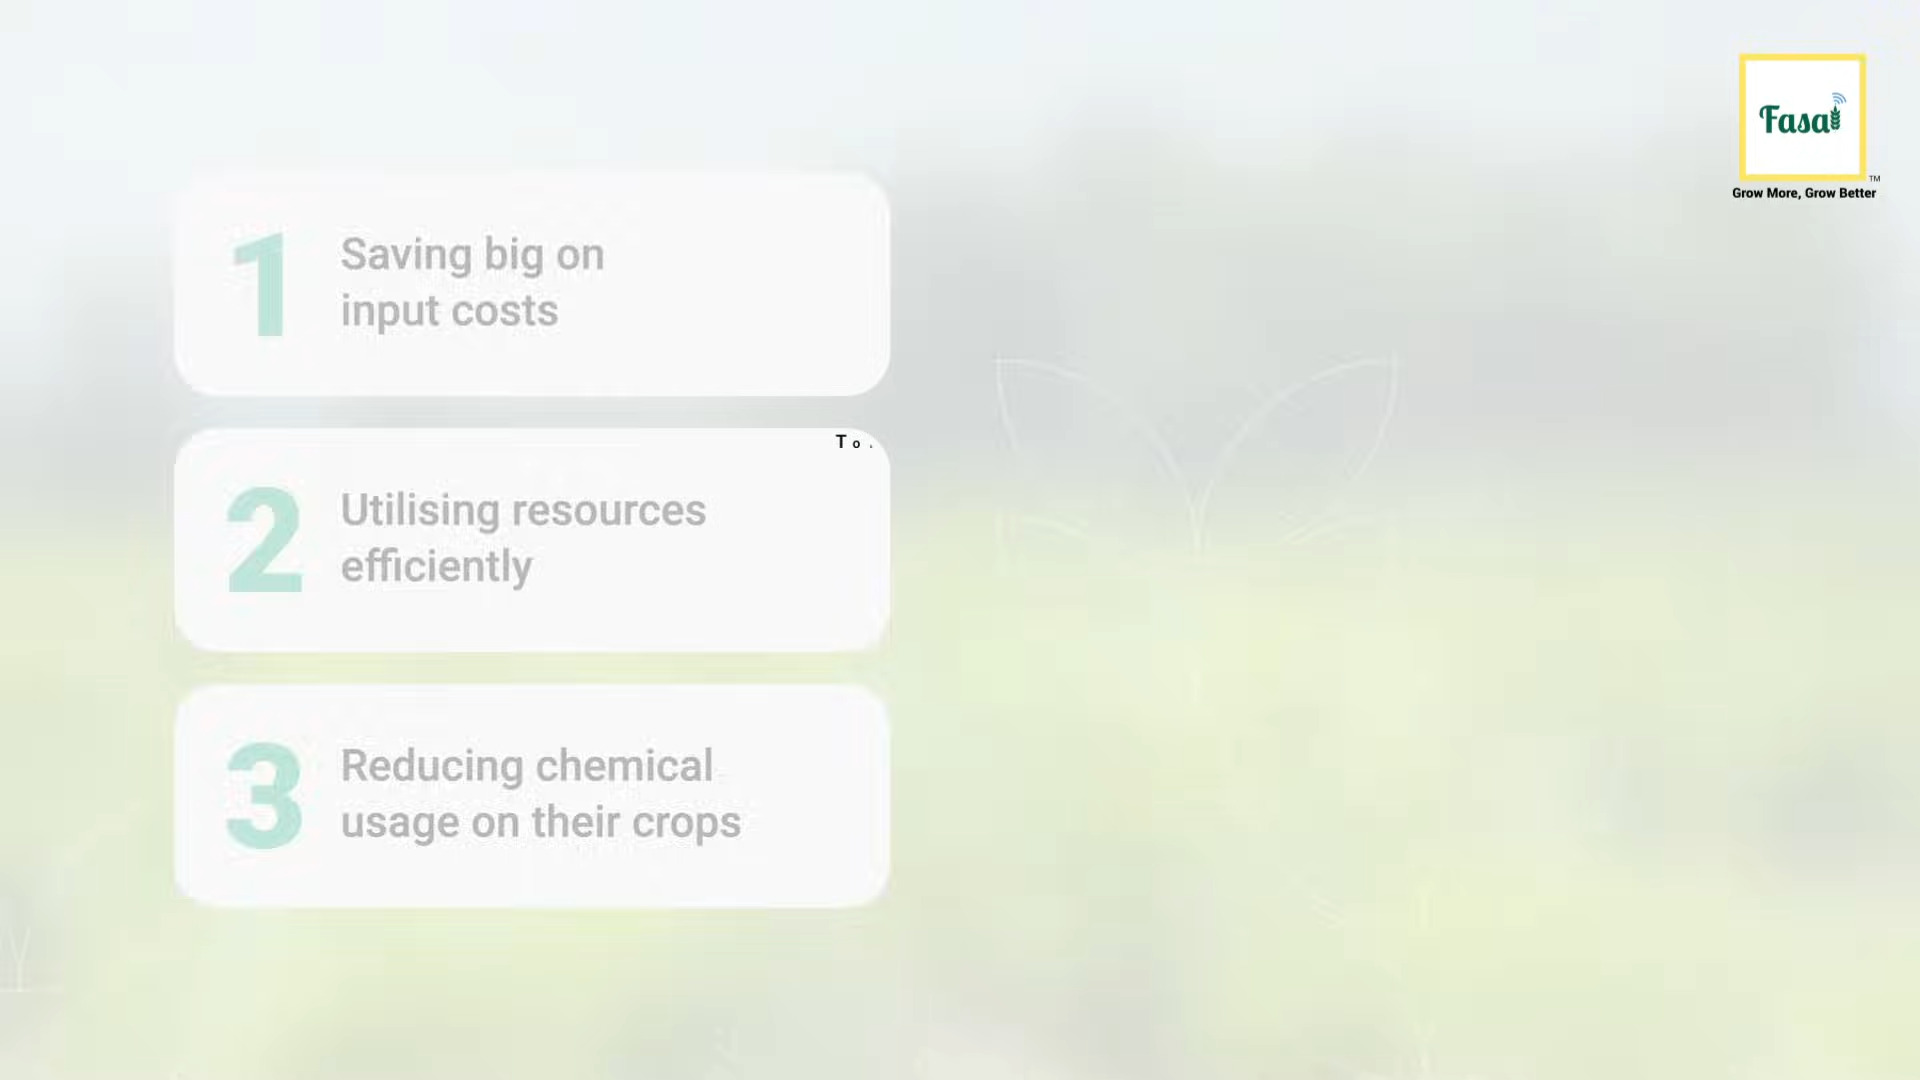 Fasal
TM
Grow More, Grow Better
1
Saving big on
input costs
To.
2
Utilising resources
efficiently
3
Reducing chemical
usage on their crops